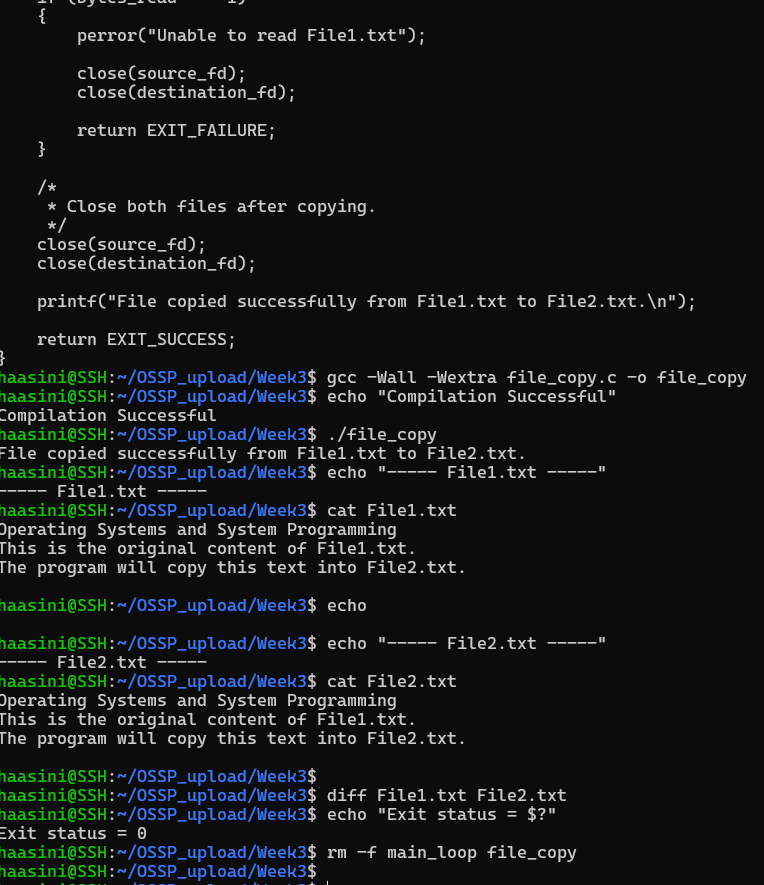 {
perror("Unable to read File1.txt");
close(source_fd);
close(destination_fd);
return EXIT_FAILURE;
}
/*
* Close both files after copying.
*/
close(source_fd);
close(destination_fd);
printf("File copied successfully from File1.txt to File2.txt.\n");
return EXIT_SUCCESS;
}
haasini@SSH:~/OSSP_upload/Week3$ gcc -Wall -Wextra file_copy.c -o file_copy
haasini@SSH:~/OSSP_upload/Week3$ echo "Compilation Successful"
Compilation Successful
haasini@SSH:~/OSSP_upload/Week3$ ./file_copy
File copied successfully from File1.txt to File2.txt.
haasini@SSH:~/OSSP_upload/Week3$ echo "----- File1.txt -----"
----- File1.txt -----
haasini@SSH:~/OSSP_upload/Week3$ cat File1.txt
Operating Systems and System Programming
This is the original content of File1.txt.
The program will copy this text into File2.txt.
haasini@SSH:~/OSSP_upload/Week3$ echo
haasini@SSH:~/OSSP_upload/Week3$ echo "----- File2.txt -----"
----- File2.txt -----
haasini@SSH:~/OSSP_upload/Week3$ cat File2.txt
Operating Systems and System Programming
This is the original content of File1.txt.
The program will copy this text into File2.txt.
haasini@SSH:~/OSSP_upload/Week3$
haasini@SSH:~/OSSP_upload/Week3$ diff File1.txt File2.txt
haasini@SSH:~/OSSP_upload/Week3$ echo "Exit status = $?"
Exit status = 0
haasini@SSH:~/OSSP_upload/Week3$ rm -f main_loop file_copy
haasini@SSH:~/OSSP_upload/Week3$